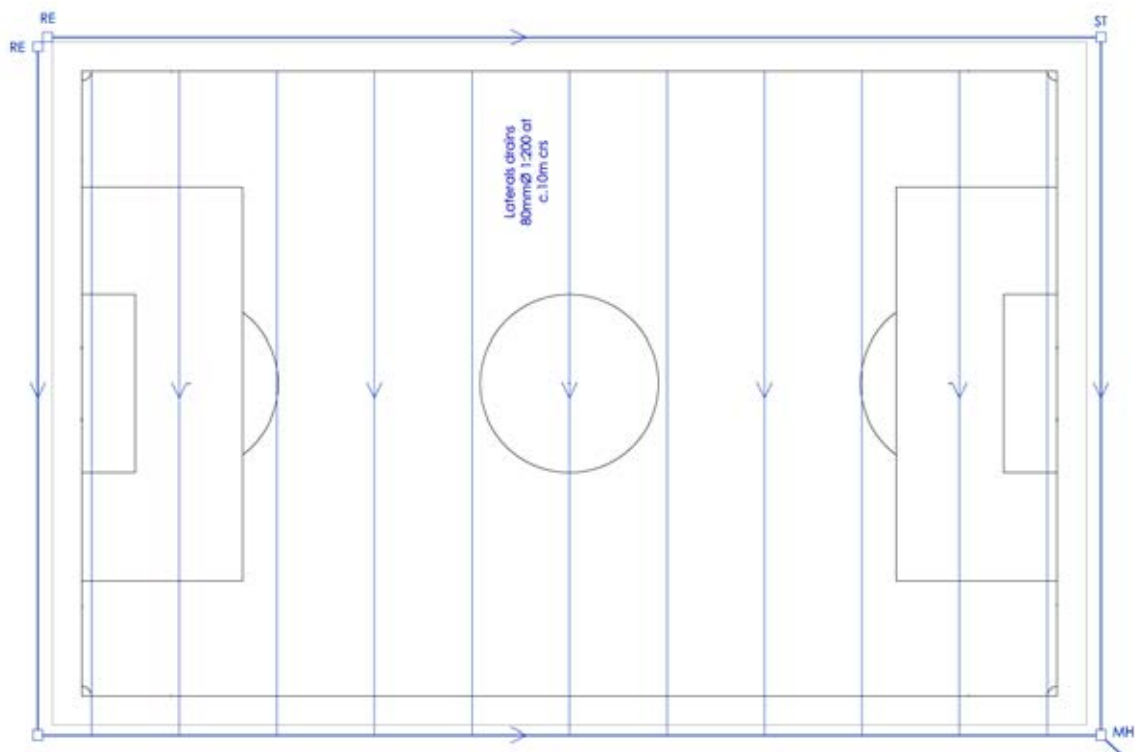 RE
ST
RE
Laterals drains
80mmØ 1:200 at
c.10m crs
MH